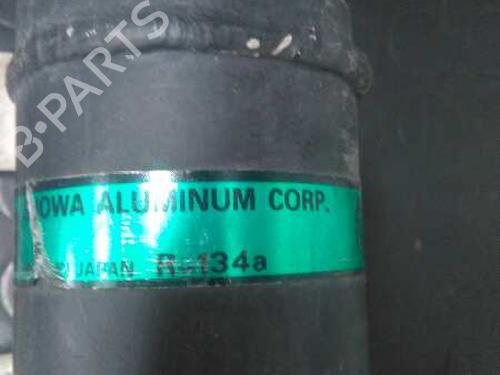 B-PARTS
OWA ALUMINUM CORP.
JAPAN R-134a